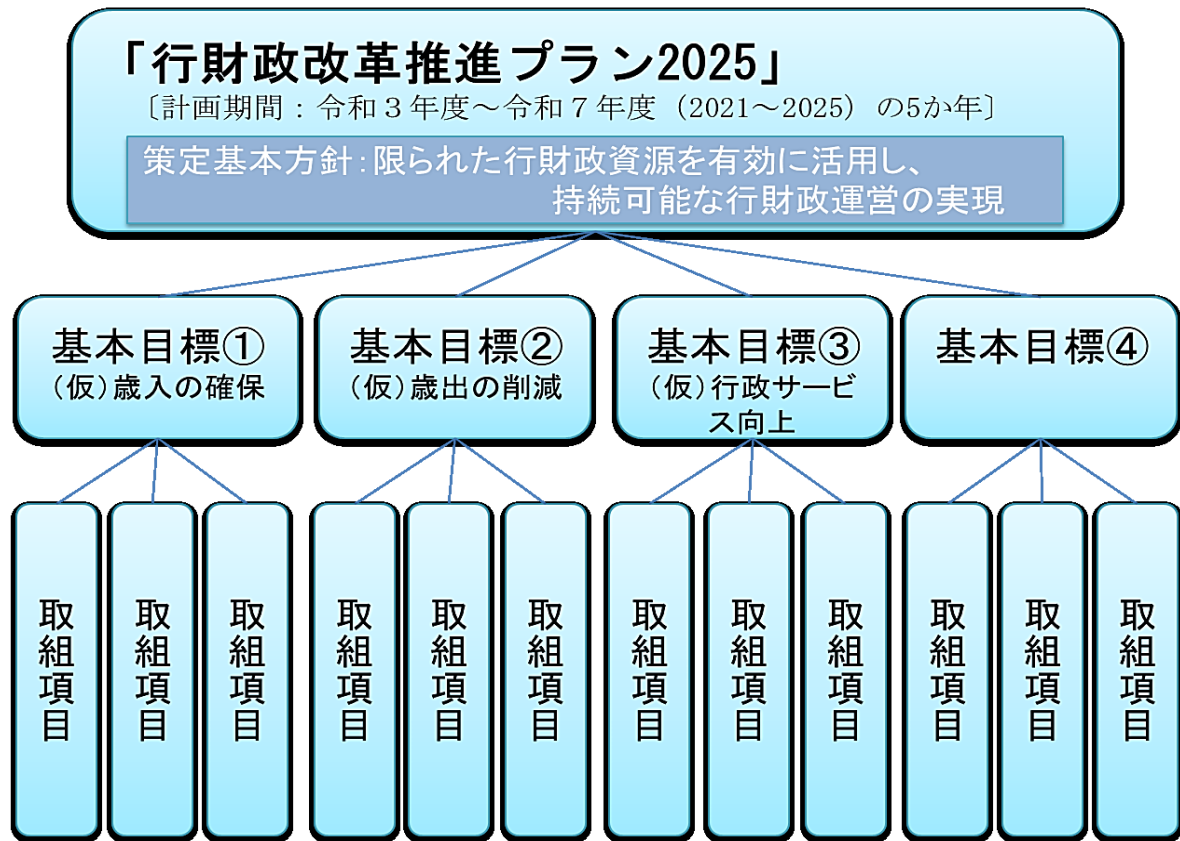 「行財政改革推進プラン2025」
〔計画期間：令和３年度～令和７年度（2021～2025）の5か年〕
策定基本方針：限られた行財政資源を有効に活用し、
持続可能な行財政運営の実現
基本目標①
（仮）歳入の確保
基本目標②
（仮）歳出の削減
基本目標③
（仮）行政サービ
ス向上
基本目標④
取組項目
取組項目
取組項目
取組項目
取組項目
取組項目
取組項目
取組項目
取組項目
取組項目
取組項目
取組項目